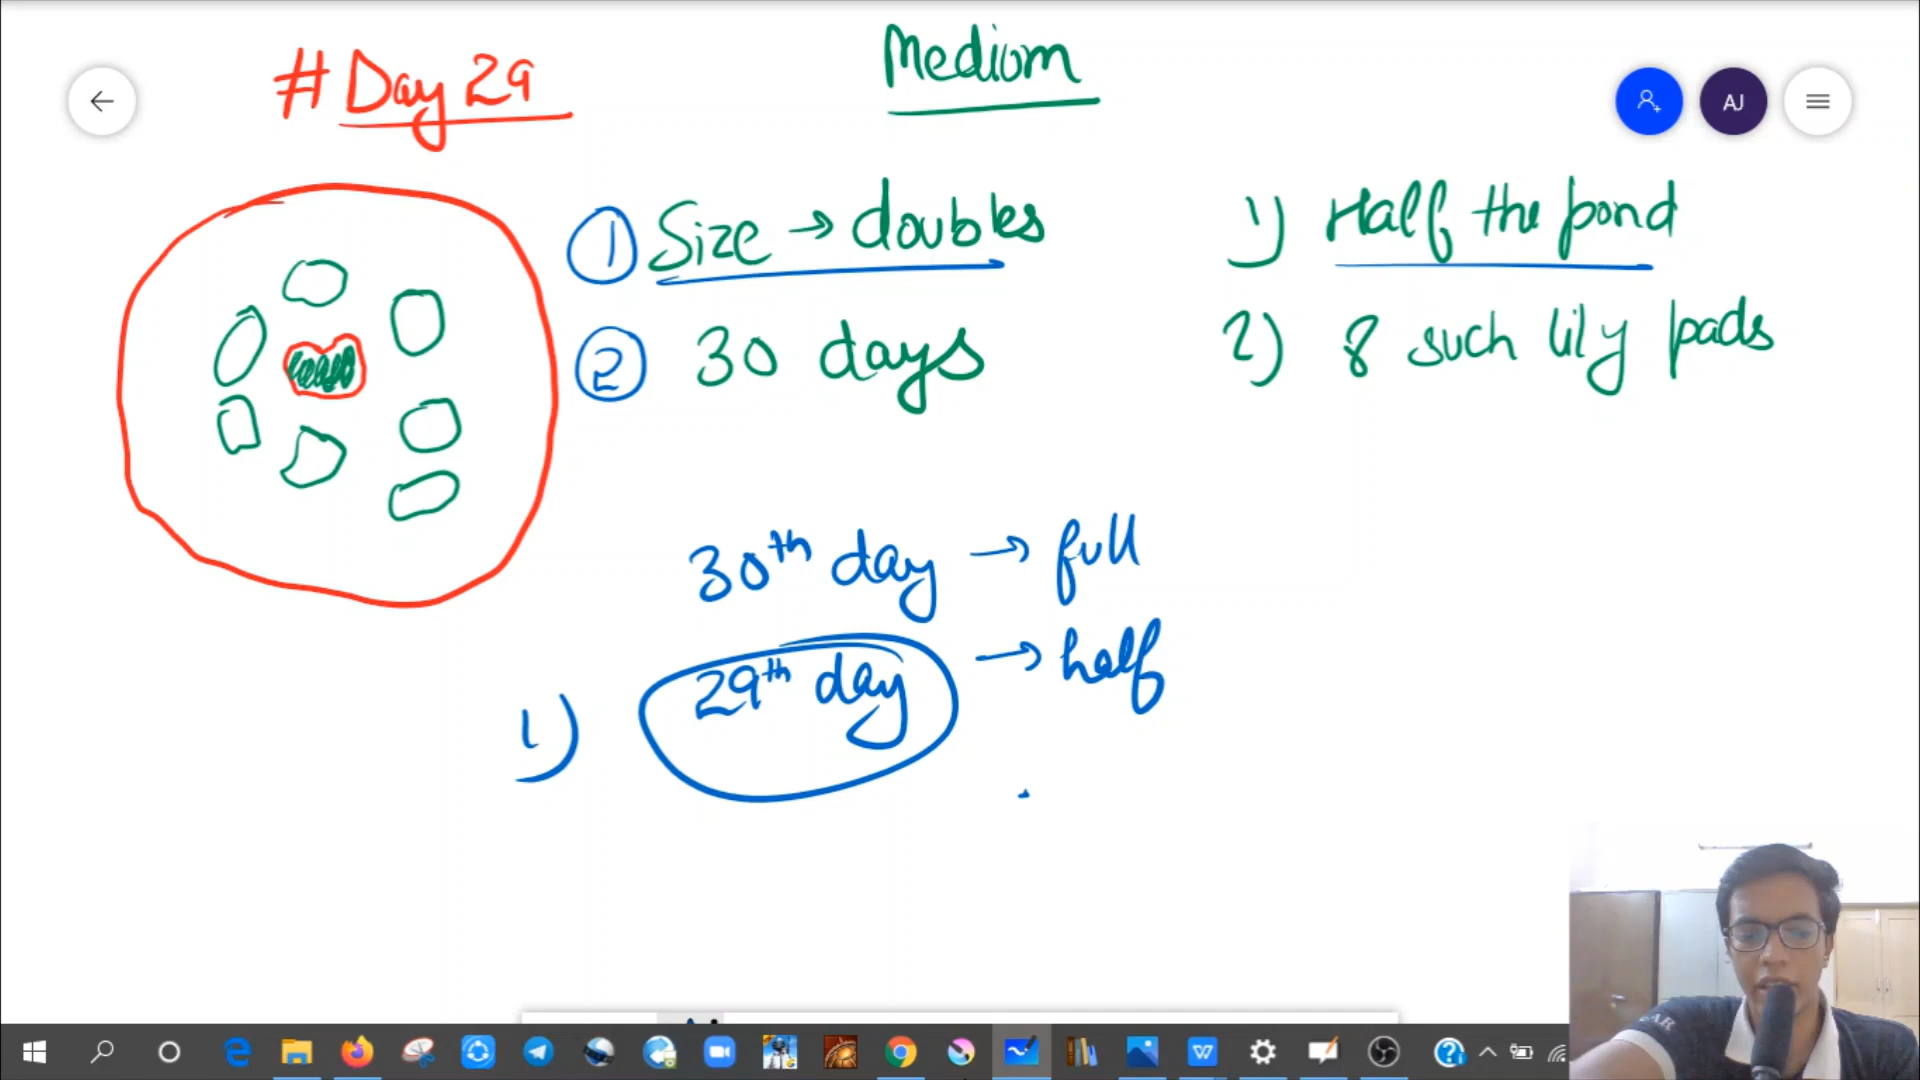 # Day 29
Medium
AJ
1 Size → doubles
2 30 days
1) Half the pond
2) 8 such lily pads
30th day → full
1) 29th day → half